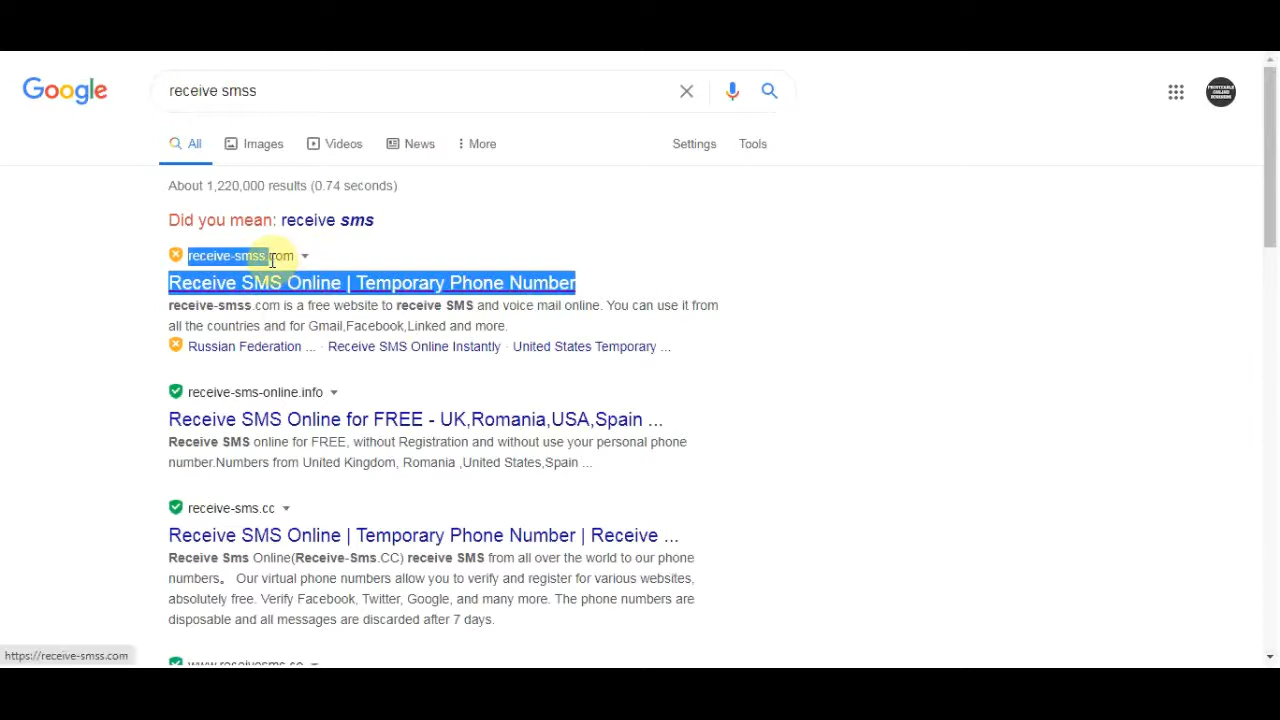 Google
receive smss
PROFITABLE ONLINE BUSINESS
All
Images
Videos
News
More
Settings
Tools
About 1,220,000 results (0.74 seconds)
Did you mean: receive sms
receive-smss.com
Receive SMS Online | Temporary Phone Number
receive-smss.com is a free website to receive SMS and voice mail online. You can use it from
all the countries and for Gmail,Facebook,Linked and more.
Russian Federation ... · Receive SMS Online Instantly · United States Temporary ...
receive-sms-online.info
Receive SMS Online for FREE - UK,Romania,USA,Spain ...
Receive SMS online for FREE, without Registration and without use your personal phone
number.Numbers from United Kingdom, Romania ,United States,Spain ...
receive-sms.cc
Receive SMS Online | Temporary Phone Number | Receive ...
Receive Sms Online(Receive-Sms.CC) receive SMS from all over the world to our phone
numbers。 Our virtual phone numbers allow you to verify and register for various websites,
absolutely free. Verify Facebook, Twitter, Google, and many more. The phone numbers are
disposable and all messages are discarded after 7 days.
https://receive-smss.com